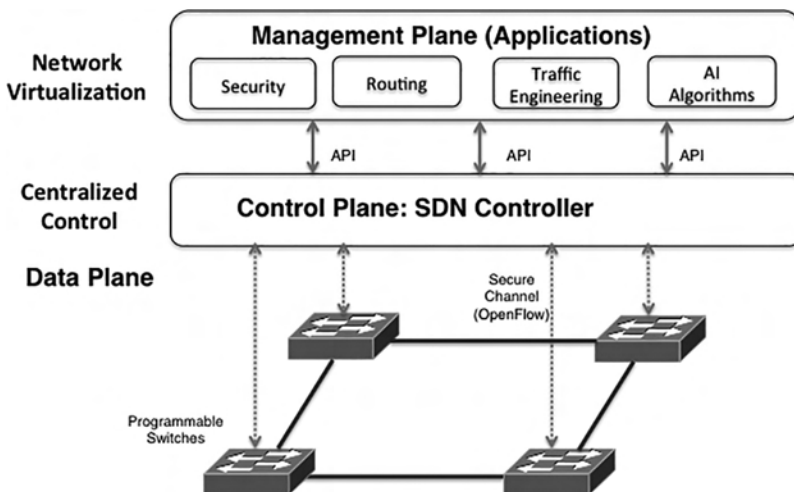 Management Plane (Applications)
Network
Virtualization
Security
Routing
Traffic
Engineering
AI
Algorithms
API
API
API
Centralized
Control
Control Plane: SDN Controller
Data Plane
Secure
Channel
(OpenFlow)
Programmable
Switches